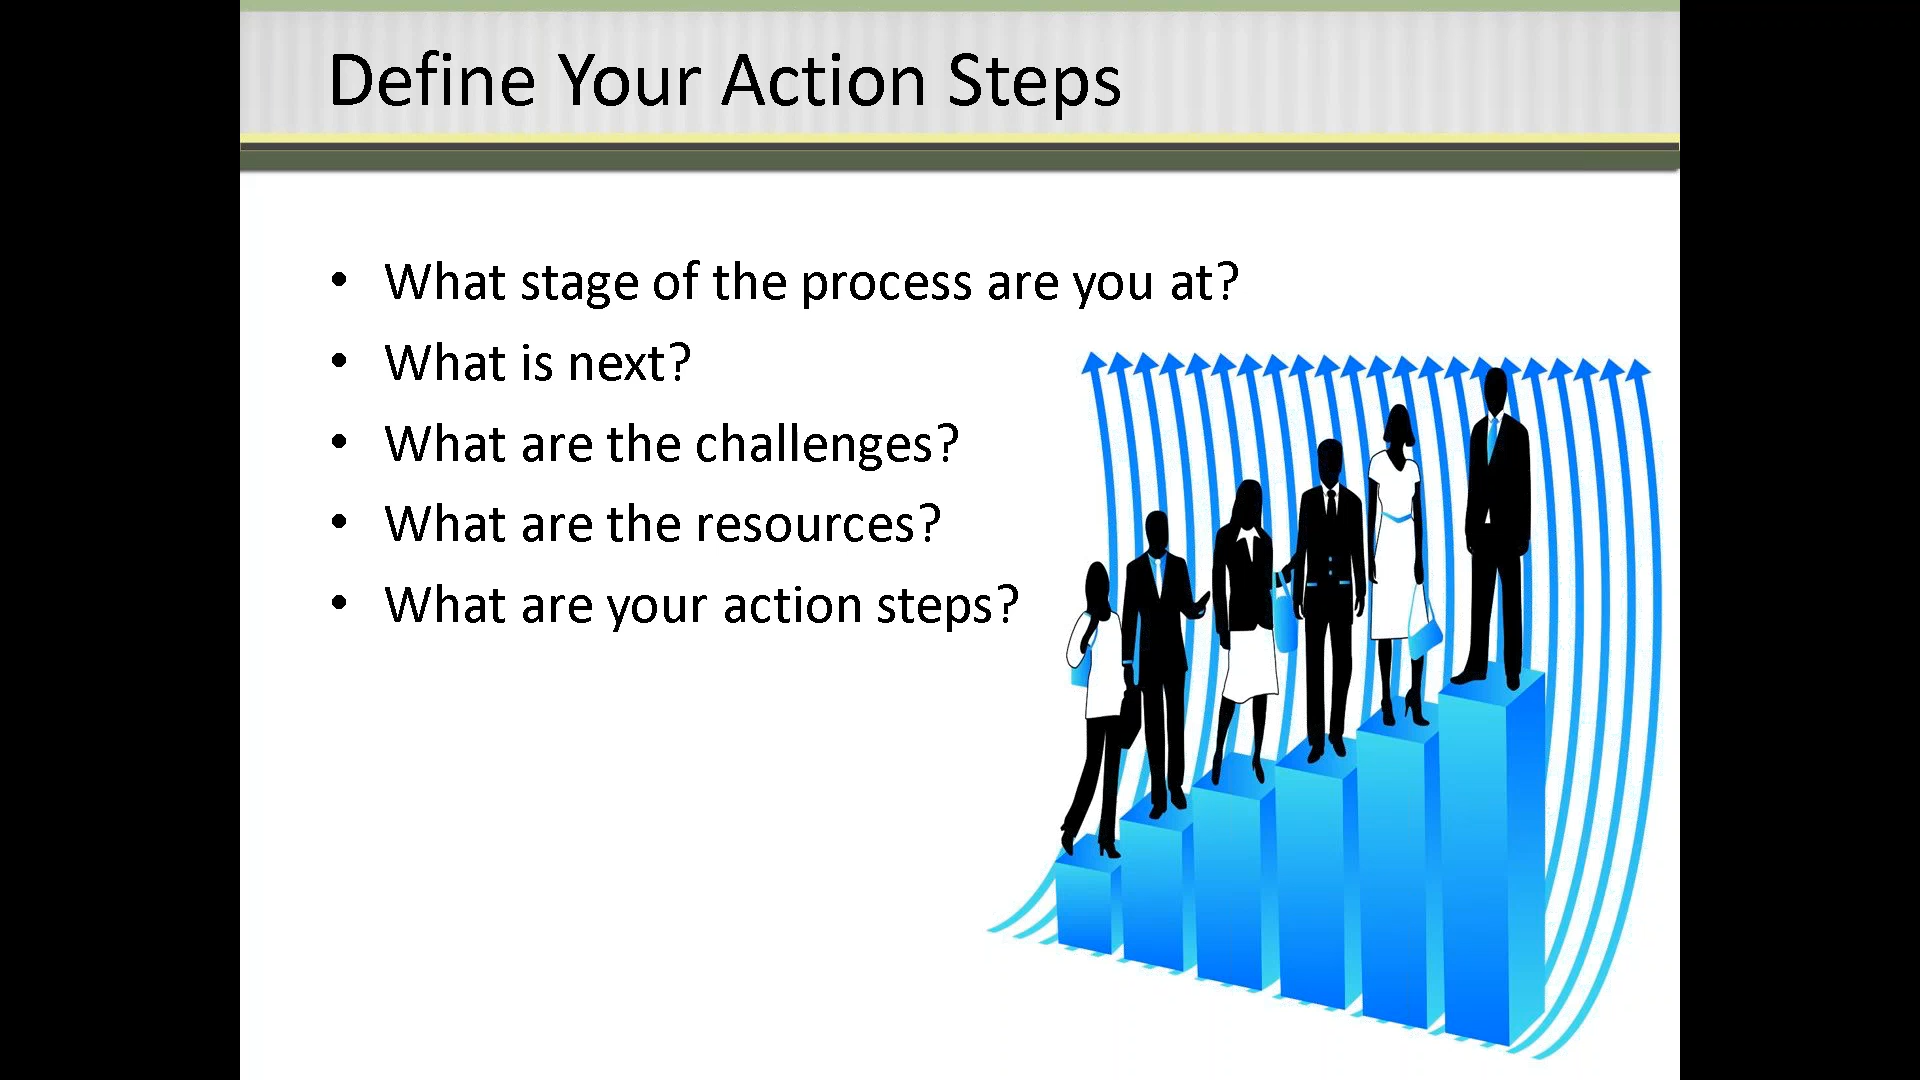 Define Your Action Steps
• What stage of the process are you at?
• What is next?
• What are the challenges?
• What are the resources?
• What are your action steps?